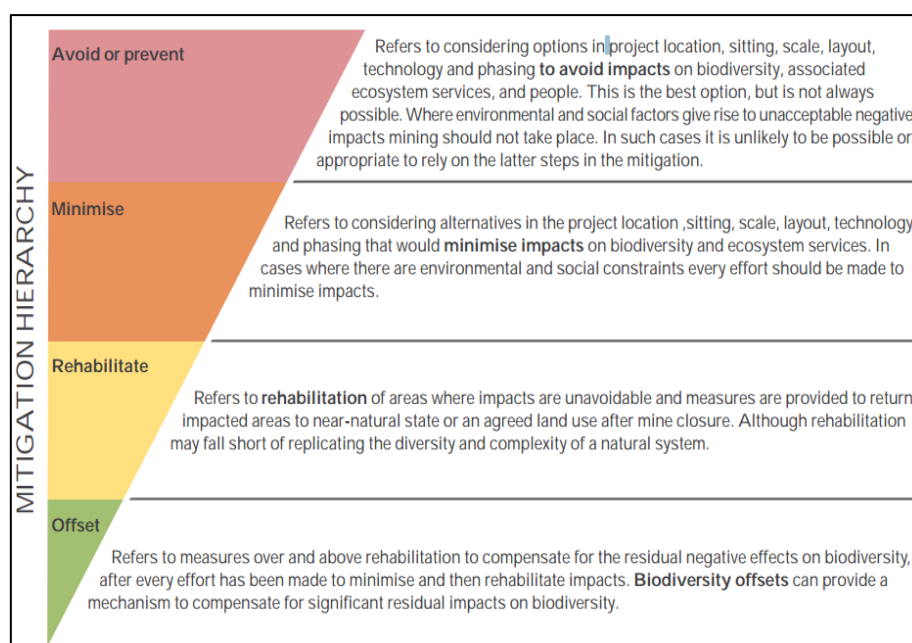 MITIGATION HIERARCHY
Avoid or prevent
Refers to considering options in project location, sitting, scale, layout,
technology and phasing to avoid impacts on biodiversity, associated
ecosystem services, and people. This is the best option, but is not always
possible. Where environmental and social factors give rise to unacceptable negative
impacts mining should not take place. In such cases it is unlikely to be possible or
appropriate to rely on the latter steps in the mitigation.
Minimise
Refers to considering alternatives in the project location ,sitting, scale, layout, technology
and phasing that would minimise impacts on biodiversity and ecosystem services. In
cases where there are environmental and social constraints every effort should be made to
minimise impacts.
Rehabilitate
Refers to rehabilitation of areas where impacts are unavoidable and measures are provided to return
impacted areas to near-natural state or an agreed land use after mine closure. Although rehabilitation
may fall short of replicating the diversity and complexity of a natural system.
Offset
Refers to measures over and above rehabilitation to compensate for the residual negative effects on biodiversity,
after every effort has been made to minimise and then rehabilitate impacts. Biodiversity offsets can provide a
mechanism to compensate for significant residual impacts on biodiversity.